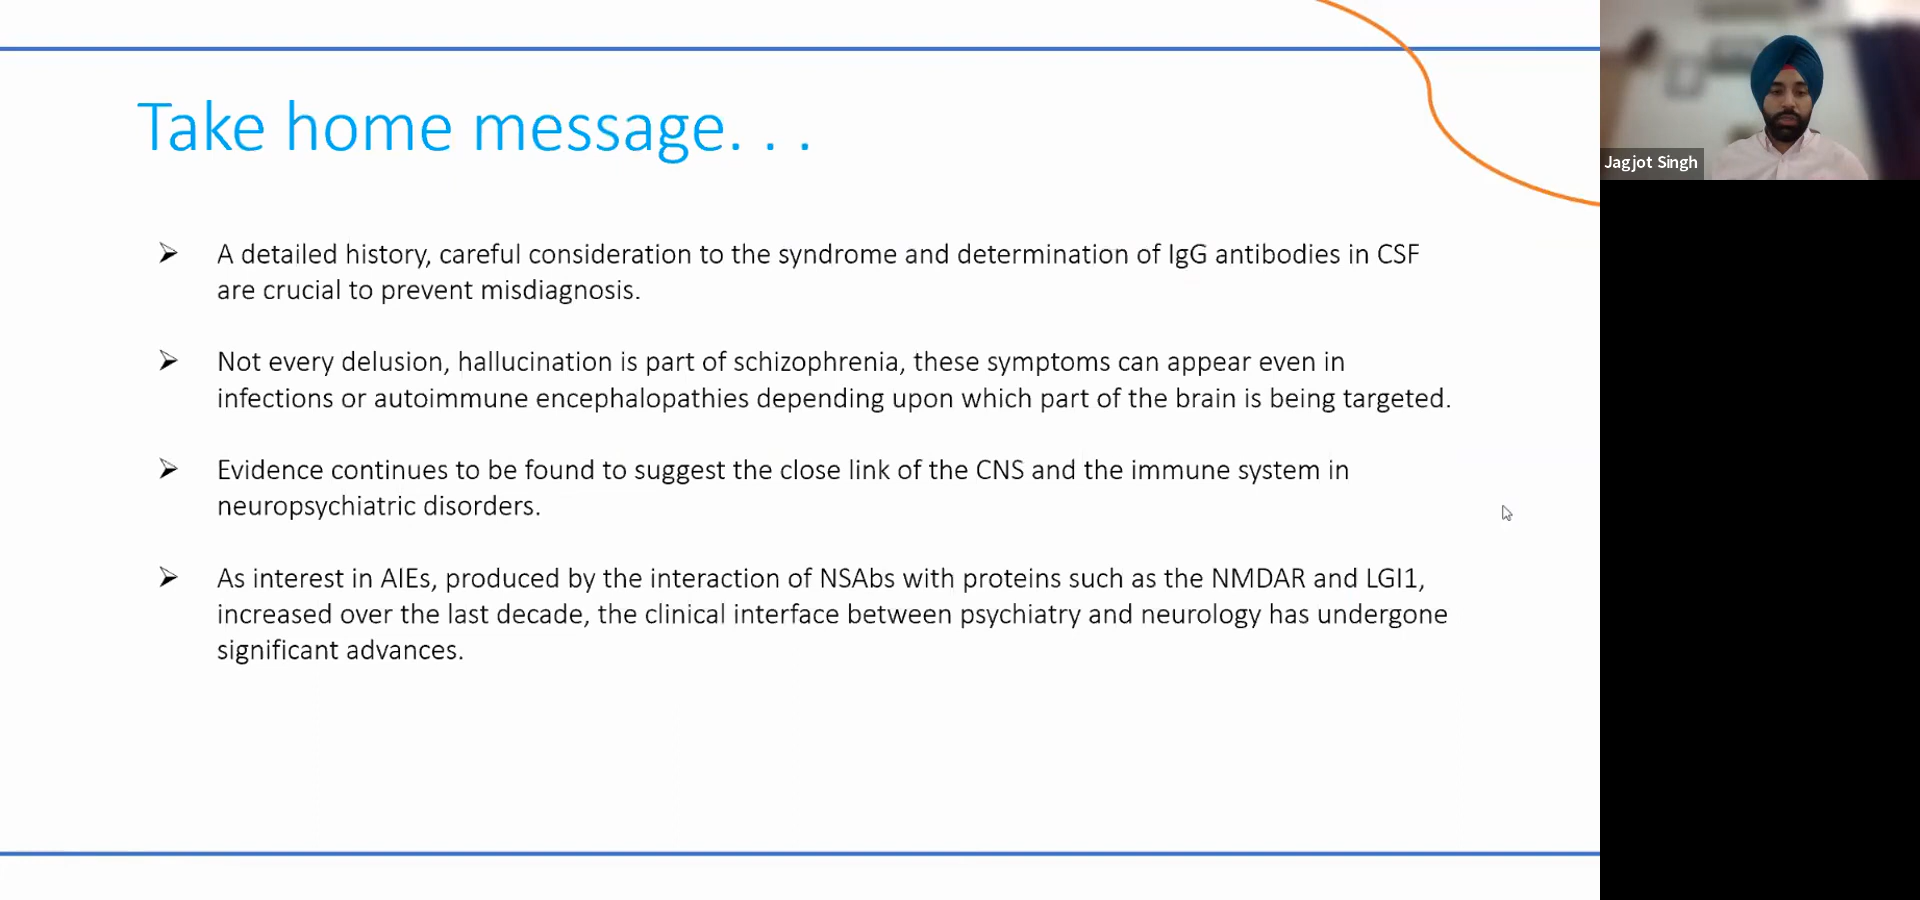 Take home message. . .
A detailed history, careful consideration to the syndrome and determination of IgG antibodies in CSF
are crucial to prevent misdiagnosis.
Not every delusion, hallucination is part of schizophrenia, these symptoms can appear even in
infections or autoimmune encephalopathies depending upon which part of the brain is being targeted.
Evidence continues to be found to suggest the close link of the CNS and the immune system in
neuropsychiatric disorders.
As interest in AIEs, produced by the interaction of NSAbs with proteins such as the NMDAR and LGI1,
increased over the last decade, the clinical interface between psychiatry and neurology has undergone
significant advances.
Jagjot Singh